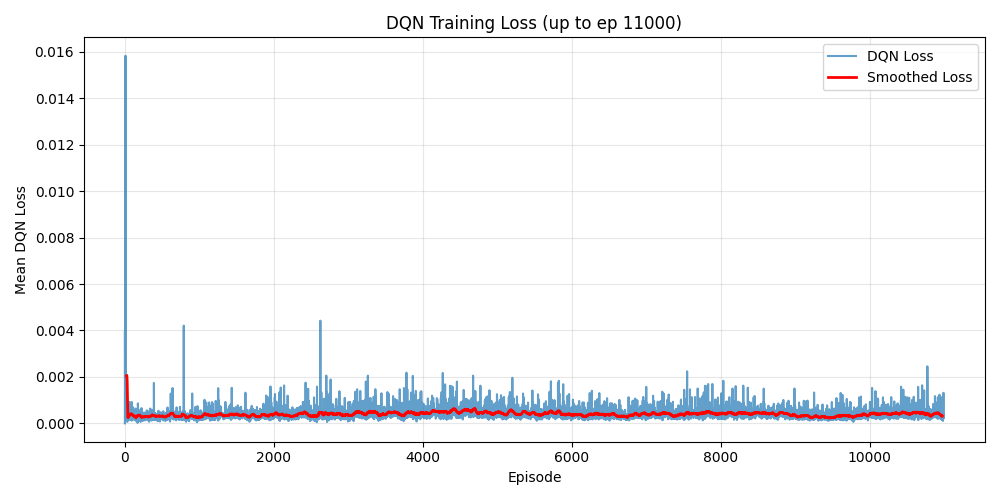 DQN Training Loss (up to ep 11000)
DQN Loss
Smoothed Loss
Mean DQN Loss
0.016
0.014
0.012
0.010
0.008
0.006
0.004
0.002
0.000
0 2000 4000 6000 8000 10000
Episode